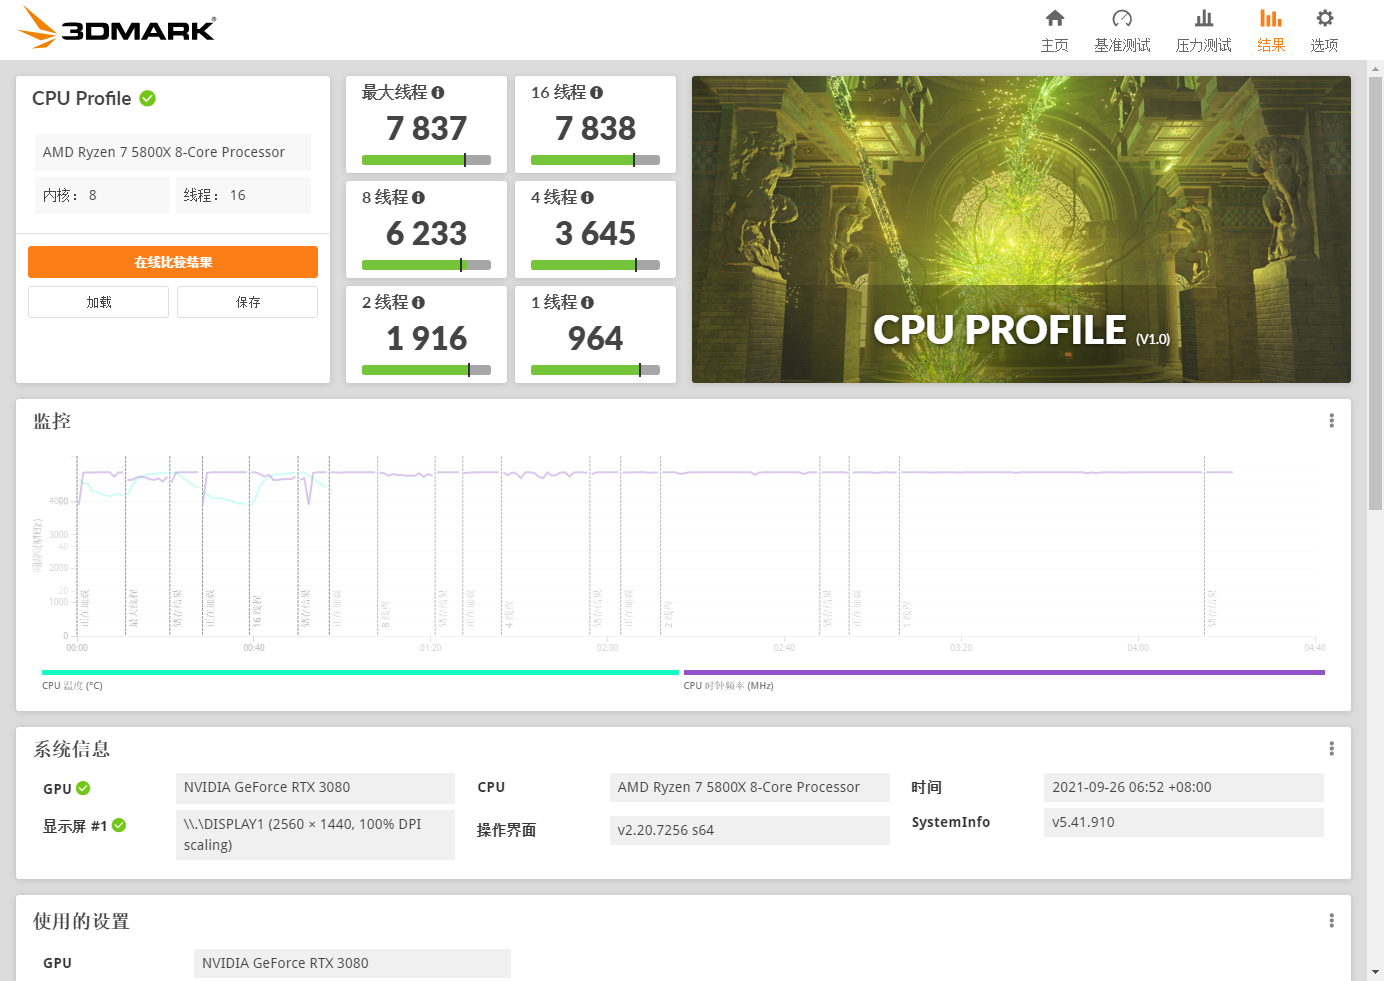 3DMARK®
主页
基准测试
压力测试
结果
选项
CPU Profile
AMD Ryzen 7 5800X 8-Core Processor
内核： 8
线程： 16
在线比较结果
加载
保存
最大线程
7 837
16 线程
7 838
8 线程
6 233
4 线程
3 645
2 线程
1 916
1 线程
964
CPU PROFILE (V1.0)
监控
4000
3000
40
2000
20
1000
0
正在加载
最大线程
储存结果
正在加载
16 线程
储存结果
正在加载
8 线程
储存结果
正在加载
4 线程
储存结果
正在加载
2 线程
储存结果
正在加载
1 线程
储存结果
00:00
00:40
01:20
02:00
02:40
03:20
04:00
04:40
CPU 温度 (°C)
CPU 时钟频率 (MHz)
系统信息
GPU
NVIDIA GeForce RTX 3080
CPU
AMD Ryzen 7 5800X 8-Core Processor
时间
2021-09-26 06:52 +08:00
显示屏 #1
\\.\DISPLAY1 (2560 × 1440, 100% DPI
scaling)
操作界面
v2.20.7256 s64
SystemInfo
v5.41.910
使用的设置
GPU
NVIDIA GeForce RTX 3080